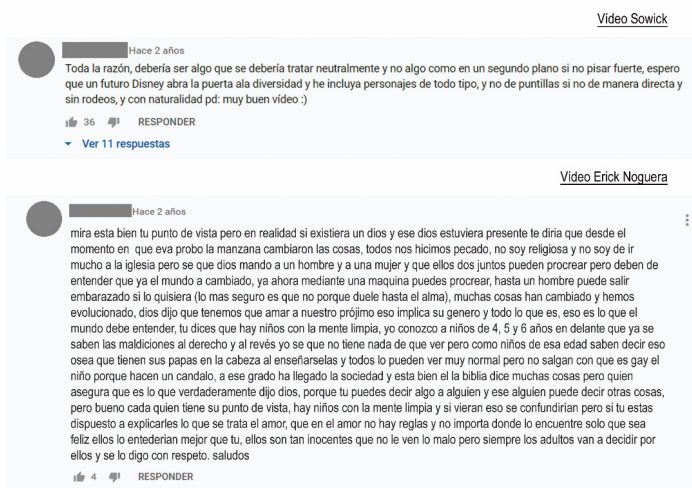 Vídeo Sowick
Hace 2 años
Toda la razón, debería ser algo que se debería tratar neutralmente y no algo como en un segundo plano si no pisar fuerte, espero
que un futuro Disney abra la puerta ala diversidad y he incluya personajes de todo tipo, y no de puntillas si no de manera directa y
sin rodeos, y con naturalidad pd: muy buen vídeo :)
36 RESPONDER
Ver 11 respuestas
Vídeo Erick Noguera
Hace 2 años
mira esta bien tu punto de vista pero en realidad si existiera un dios y ese dios estuviera presente te diria que desde el
momento en que eva probo la manzana cambiaron las cosas, todos nos hicimos pecado, no soy religiosa y no soy de ir
mucho a la iglesia pero se que dios mando a un hombre y a una mujer y que ellos dos juntos pueden procrear pero deben de
entender que ya el mundo a cambiado, ya ahora mediante una maquina puedes procrear, hasta un hombre puede salir
embarazado si lo quisiera (lo mas seguro es que no porque duele hasta el alma), muchas cosas han cambiado y hemos
evolucionado, dios dijo que tenemos que amar a nuestro prójimo eso implica su genero y todo lo que es, eso es lo que el
mundo debe entender, tu dices que hay niños con la mente limpia, yo conozco a niños de 4, 5 y 6 años en delante que ya se
saben las maldiciones al derecho y al revés yo se que no tiene nada de que ver pero como niños de esa edad saben decir eso
osea que tienen sus papas en la cabeza al enseñarselas y todos lo pueden ver muy normal pero no salgan con que es gay el
niño porque hacen un candalo, a ese grado ha llegado la sociedad y esta bien el la biblia dice muchas cosas pero quien
asegura que es lo que verdaderamente dijo dios, porque tu puedes decir algo a alguien y ese alguien puede decir otras cosas,
pero bueno cada quien tiene su punto de vista, hay niños con la mente limpia y si vieran eso se confundirian pero si tu estas
dispuesto a explicarles lo que se trata el amor, que en el amor no hay reglas y no importa donde lo encuentre solo que sea
feliz ellos lo entederian mejor que tu, ellos son tan inocentes que no le ven lo malo pero siempre los adultos van a decidir por
ellos y se lo digo con respeto. saludos
4 RESPONDER